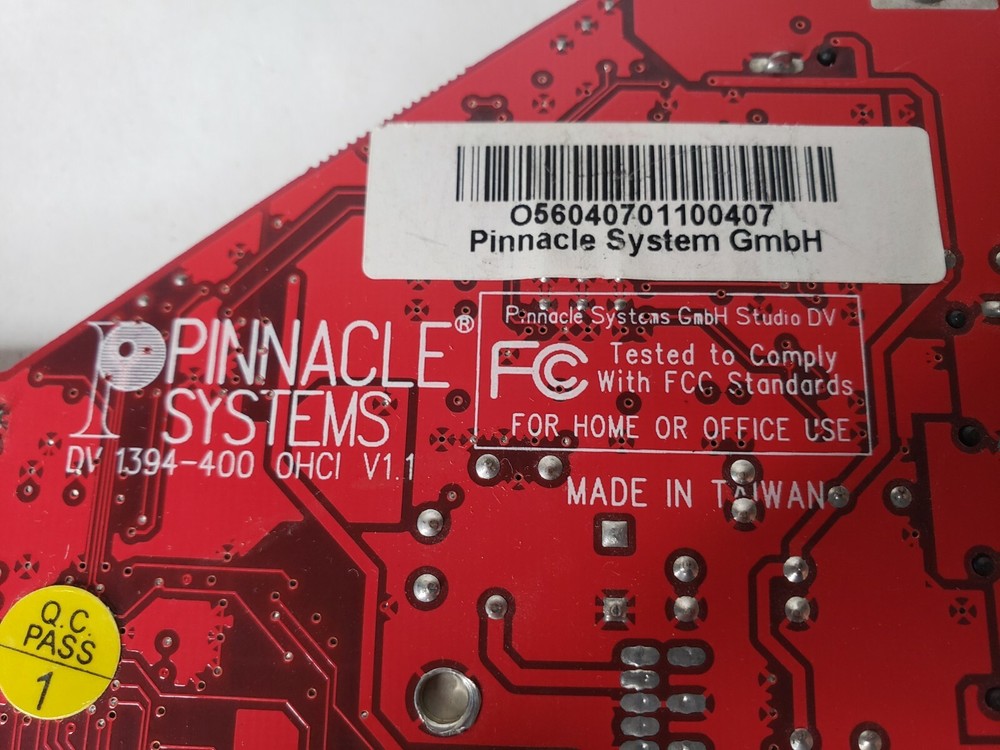 O56040701100407
Pinnacle System GmbH
PINNACLE®
SYSTEMS
DV 1394-400 OHCI V1.1
Pinnacle Systems GmbH Studio DV
FC Tested to Comply
With FCC Standards
FOR HOME OR OFFICE USE
MADE IN TAIWAN
Q.C.
PASS
1